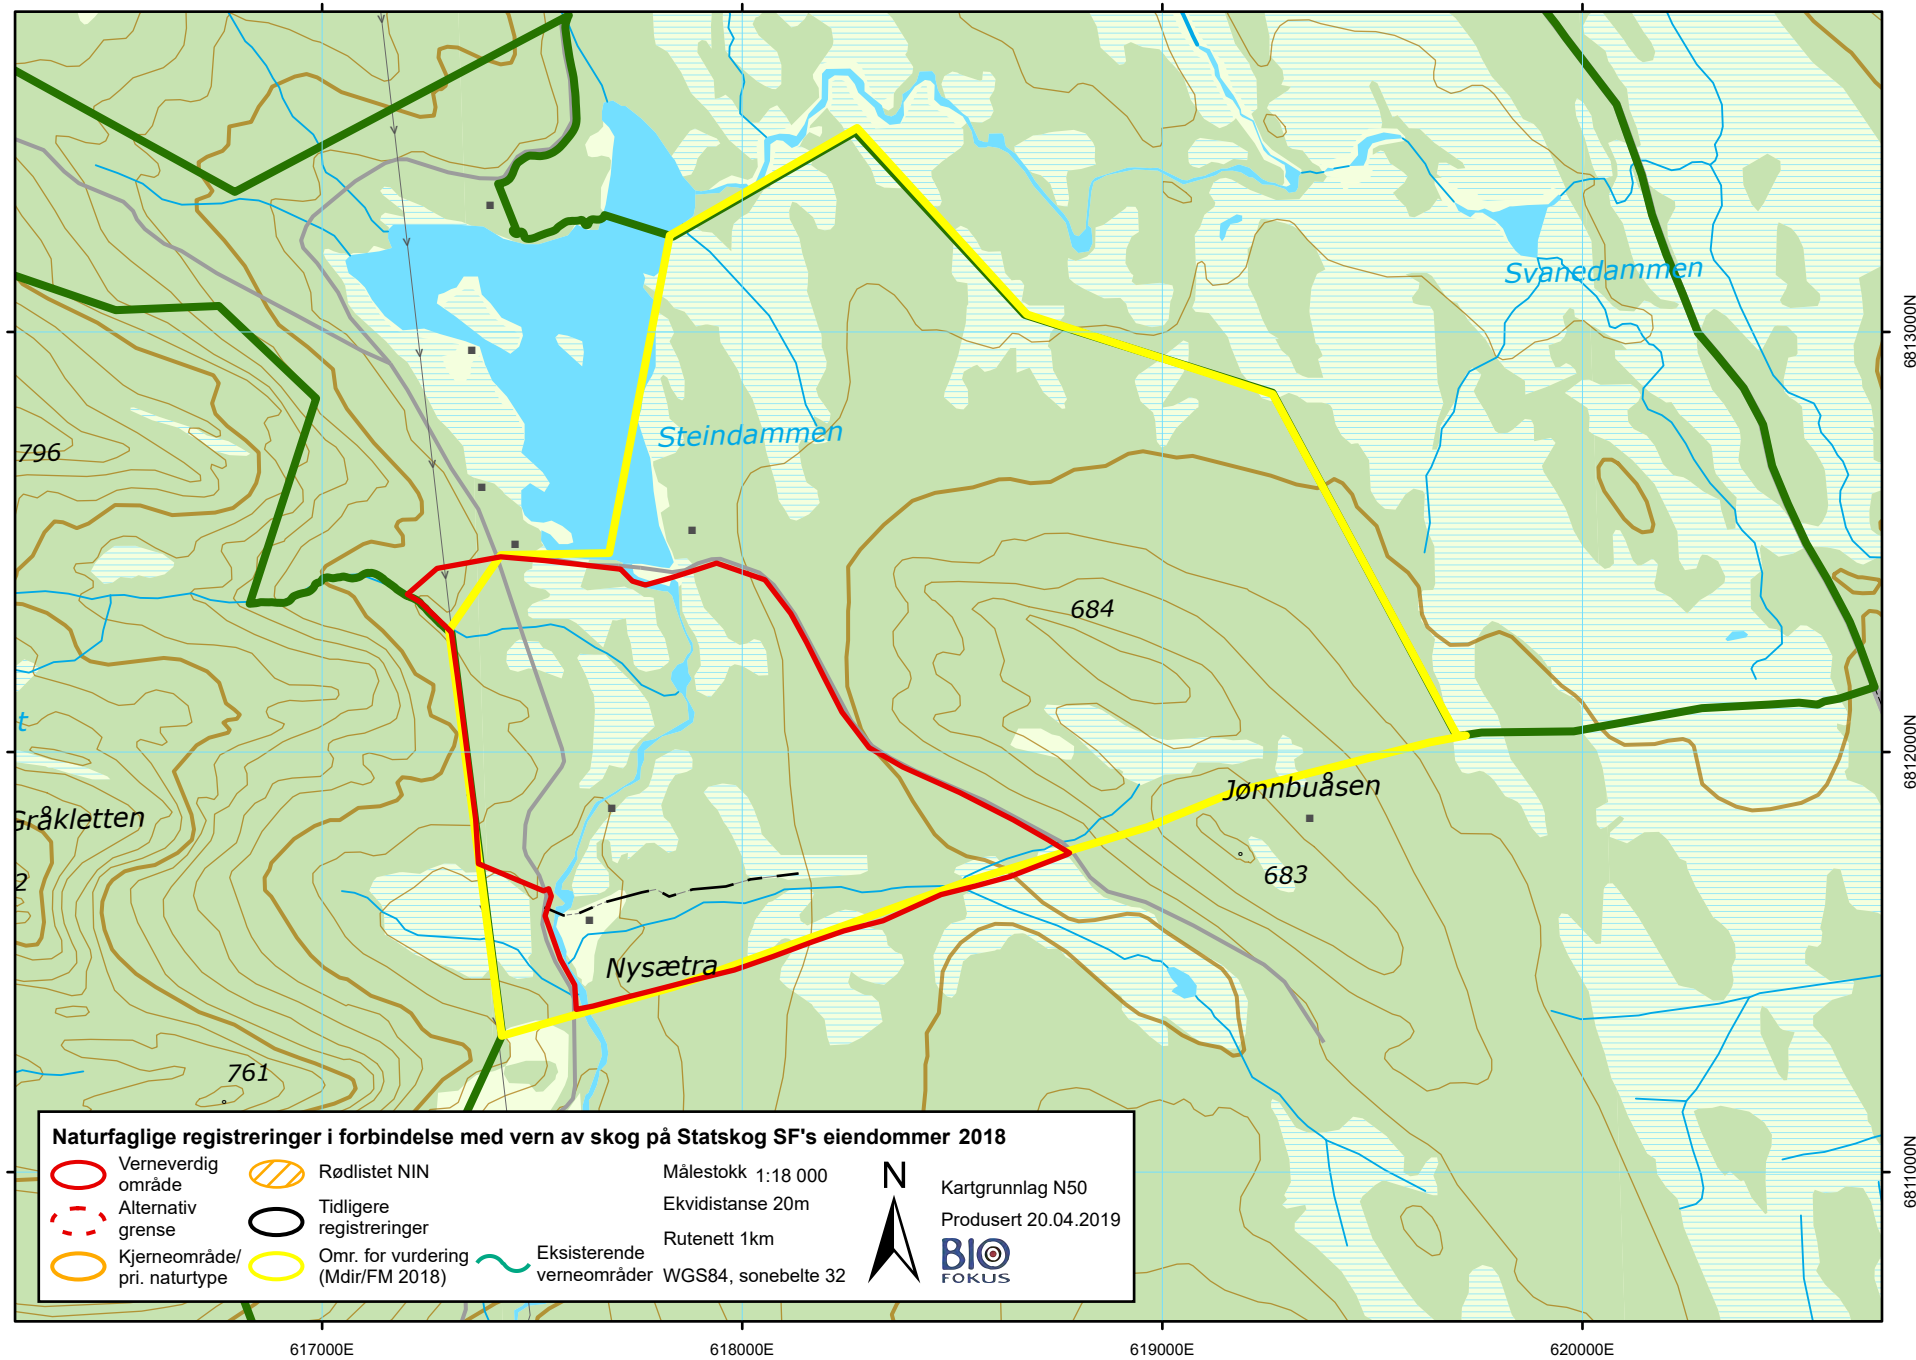 Svanedammen
Steindammen
796
684
t
Jønnbuåsen
Gråkletten
683
2
Nysætra
761
6813000N
6812000N
6811000N
Naturfaglige registreringer i forbindelse med vern av skog på Statskog SF's eiendommer 2018
Verneverdig
område
Alternativ
grense
Kjerneområde/
pri. naturtype
Rødlistet NIN
Tidligere
registreringer
Omr. for vurdering
(Mdir/FM 2018)
Eksisterende
verneområder
Målestokk 1:18 000
Ekvidistanse 20m
Rutenett 1km
WGS84, sonebelte 32
N
Kartgrunnlag N50
Produsert 20.04.2019
BIO
FOKUS
617000E
618000E
619000E
620000E